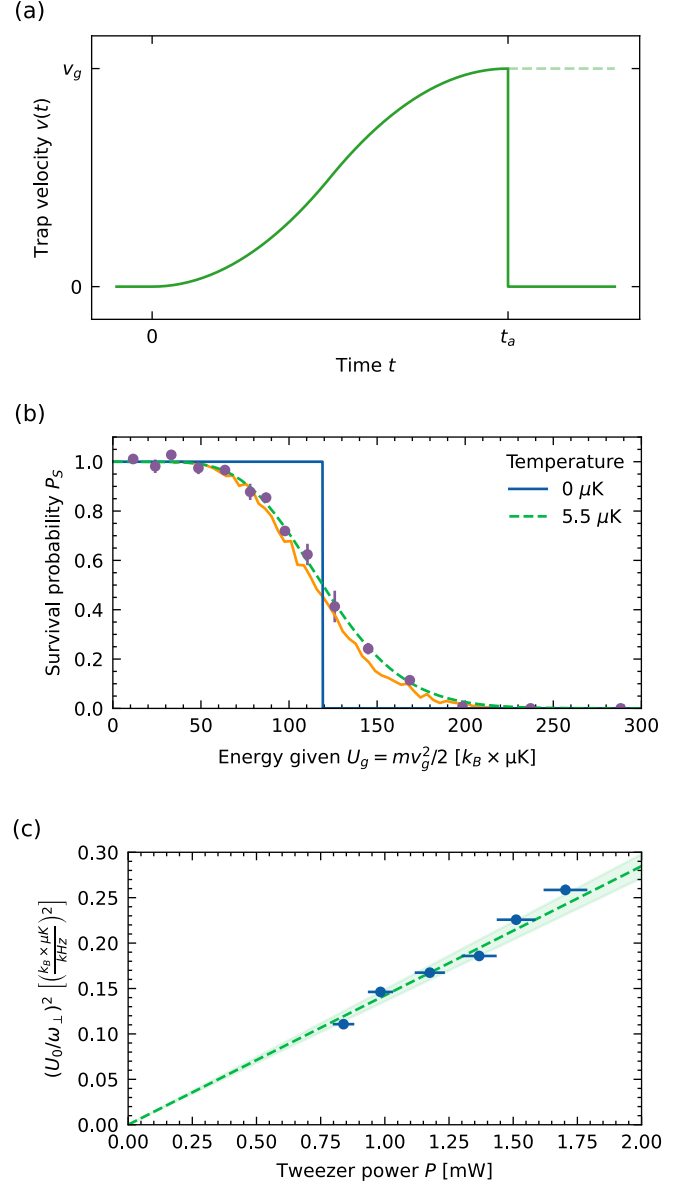 (a)
v_g
Trap velocity v(t)
0
0
t_a
Time t
(b)
1.0
0.8
0.6
0.4
0.2
0.0
Survival probability P_S
Temperature
0 μK
5.5 μK
0
50
100
150
200
250
300
Energy given U_g = mv_g^2/2 [k_B × μK]
(c)
0.30
0.25
0.20
0.15
0.10
0.05
0.00
(U_0/ω_⊥)^2 [(k_B × μK / kHz)^2]
0.00
0.25
0.50
0.75
1.00
1.25
1.50
1.75
2.00
Tweezer power P [mW]